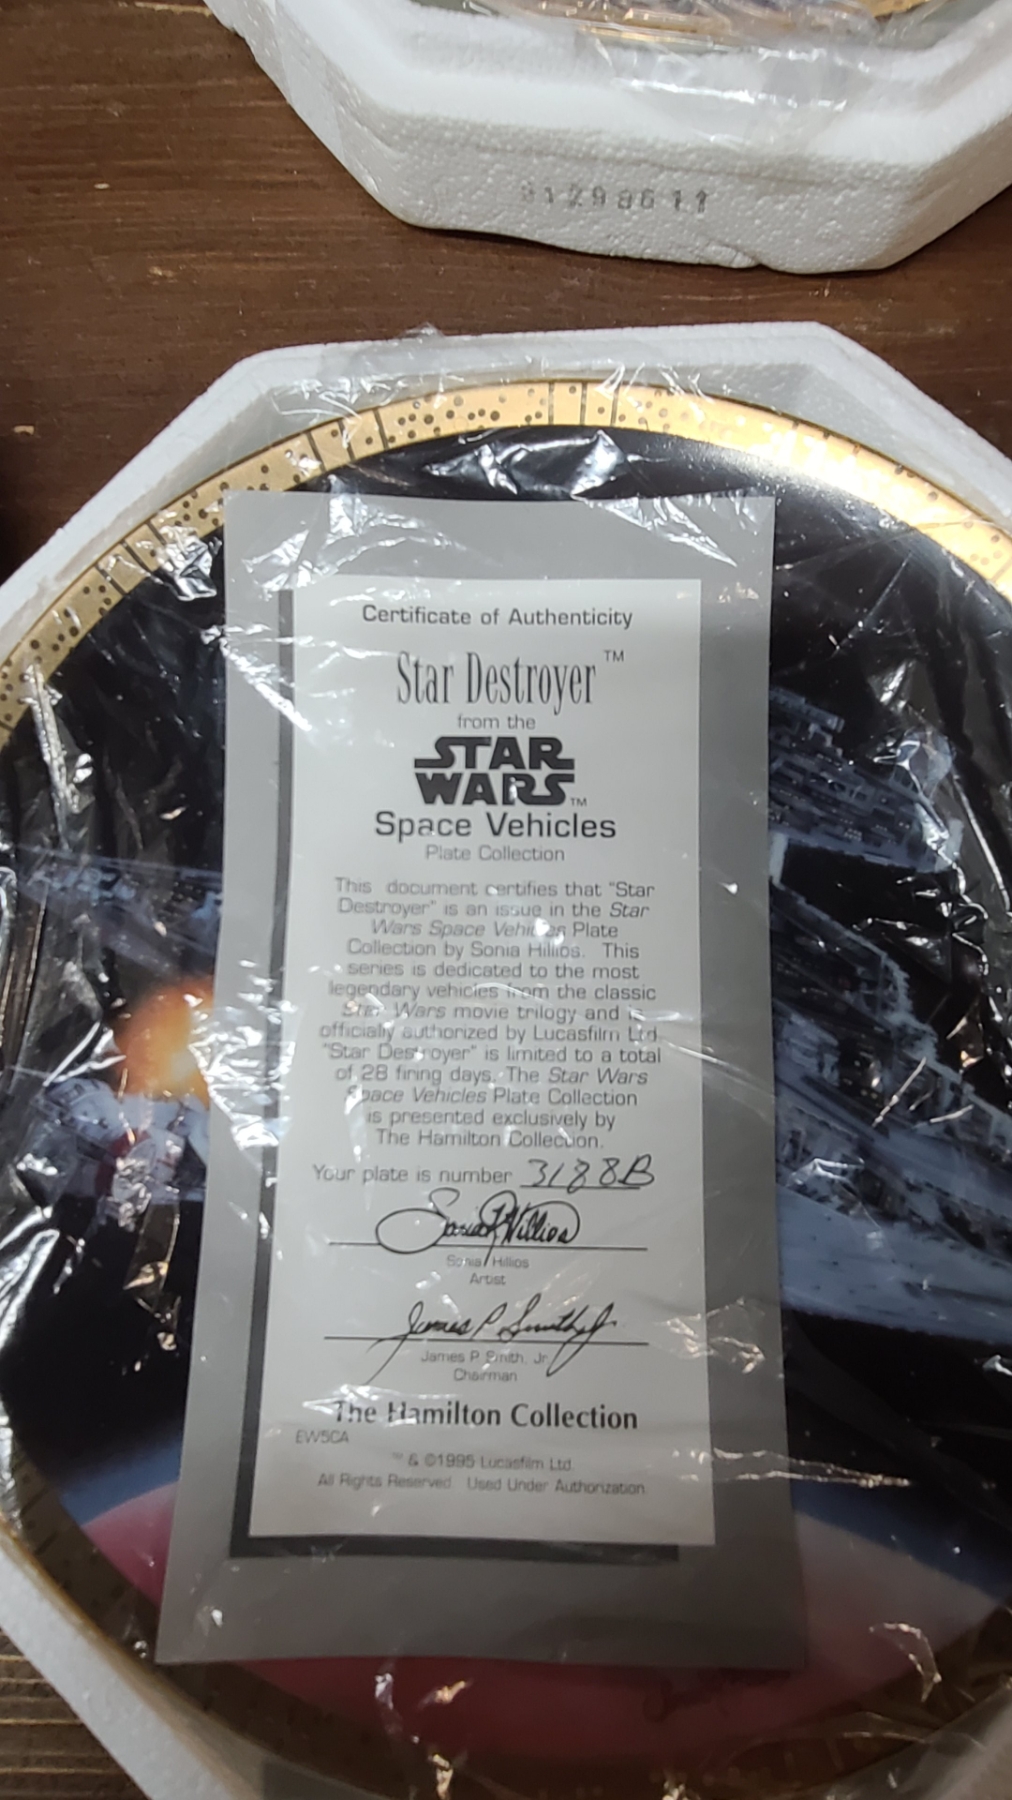 Certificate of Authenticity
Star Destroyer™
from the
STAR
WARS™
Space Vehicles
Plate Collection
This document certifies that "Star
Destroyer" is an issue in the Star
Wars Space Vehicles Plate
Collection by Sonia Hillios. This
series is dedicated to the most
legendary vehicles from the classic
Star Wars movie trilogy and is
officially authorized by Lucasfilm Ltd.
"Star Destroyer" is limited to a total
of 28 firing days. The Star Wars
Space Vehicles Plate Collection
is presented exclusively by
The Hamilton Collection.
Your plate is number 3188B
Sonia Hillios
Sonia Hillios
Artist
James P Smith Jr
James P. Smith, Jr.
Chairman
The Hamilton Collection
EW5CA
™ & ©1995 Lucasfilm Ltd.
All Rights Reserved. Used Under Authorization